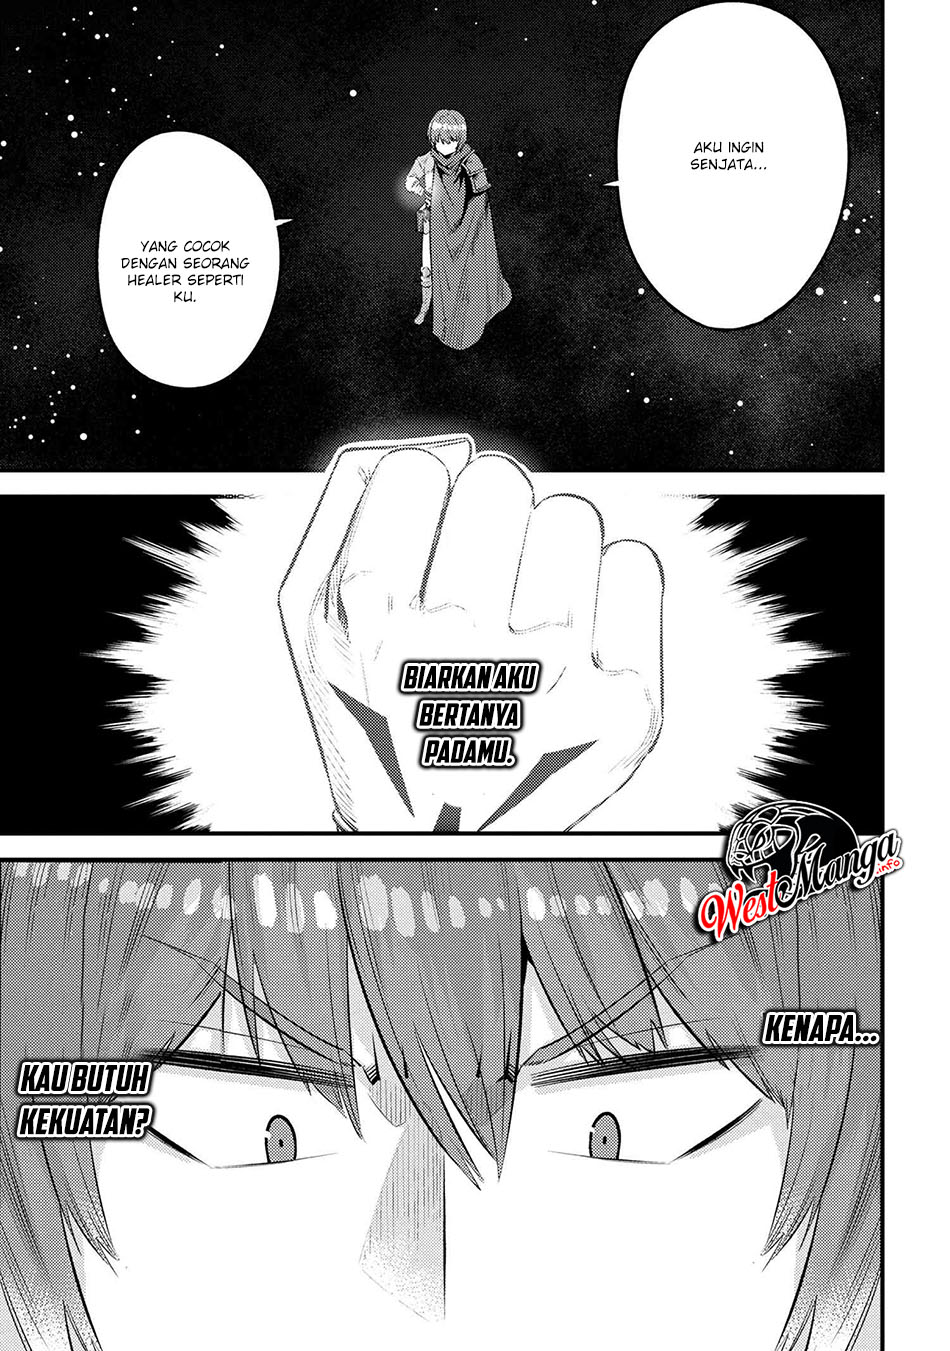 AKU INGIN
SENJATA...
YANG COCOK
DENGAN SEORANG
HEALER SEPERTI
KU.
BIARKAN AKU
BERTANYA
PADAMU.
WESTMANGA
.info
KENAPA...
KAU BUTUH
KEKUATAN?